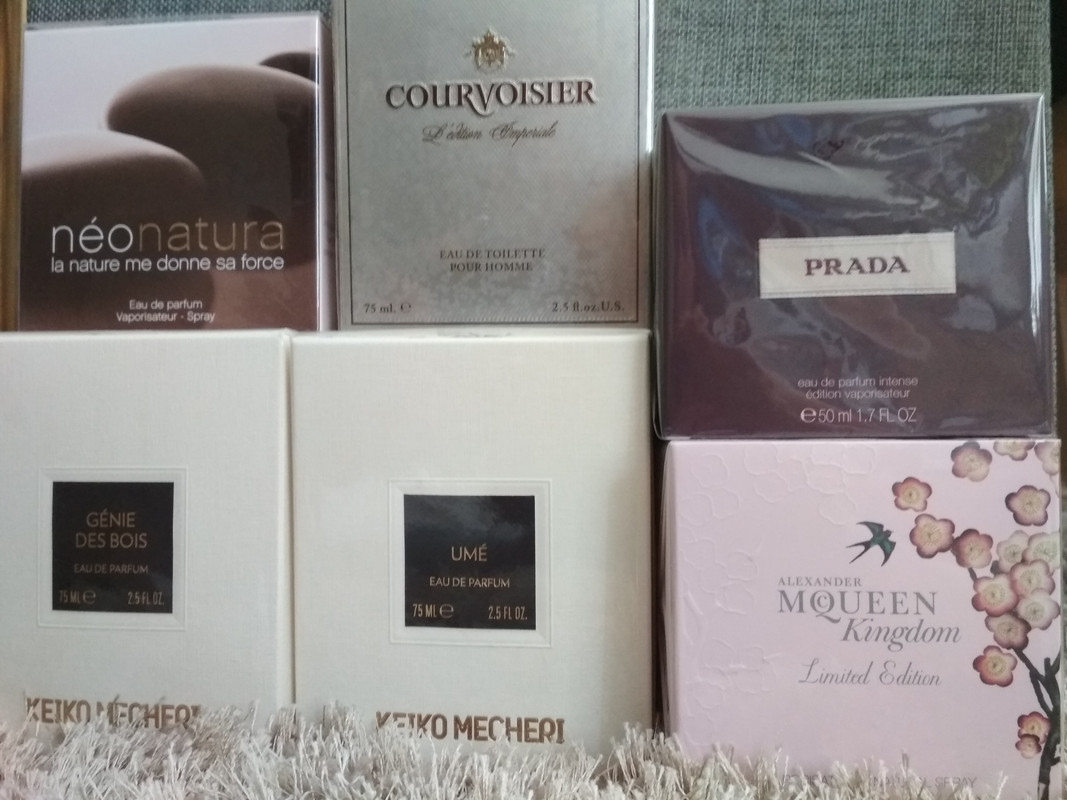 néonatura
la nature me donne sa force
Eau de parfum
Vaporisateur - Spray
COURVOISIER
L'édition Impériale
EAU DE TOILETTE
POUR HOMME
75 ml. e
2.5 fl.oz.U.S.
PRADA
eau de parfum intense
édition vaporisateur
e 50 ml 1.7 FL OZ
GÉNIE
DES BOIS
EAU DE PARFUM
75 ML e 2.5 FL OZ.
KEIKO MECHERI
UMÉ
EAU DE PARFUM
75 ML e 2.5 FL OZ.
KEIKO MECHERI
ALEXANDER
McQUEEN
Kingdom
Limited Edition
SPRAY